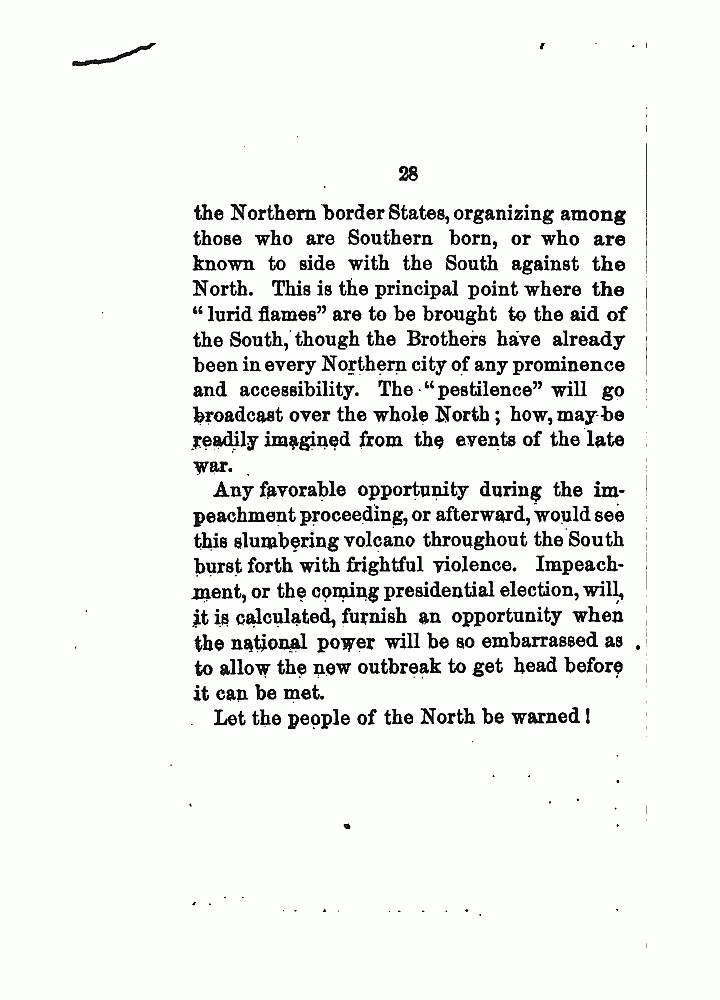 28
the Northern border States, organizing among
those who are Southern born, or who are
known to side with the South against the
North. This is the principal point where the
“ lurid flames” are to be brought to the aid of
the South, though the Brothers have already
been in every Northern city of any prominence
and accessibility. The “pestilence” will go
broadcast over the whole North ; how, may be
readily imagined from the events of the late
war.
Any favorable opportunity during the im-
peachment proceeding, or afterward, would see
this slumbering volcano throughout the South
burst forth with frightful violence. Impeach-
ment, or the coming presidential election, will,
it is calculated, furnish an opportunity when
the national power will be so embarrassed as
to allow the new outbreak to get head before
it can be met.
Let the people of the North be warned !